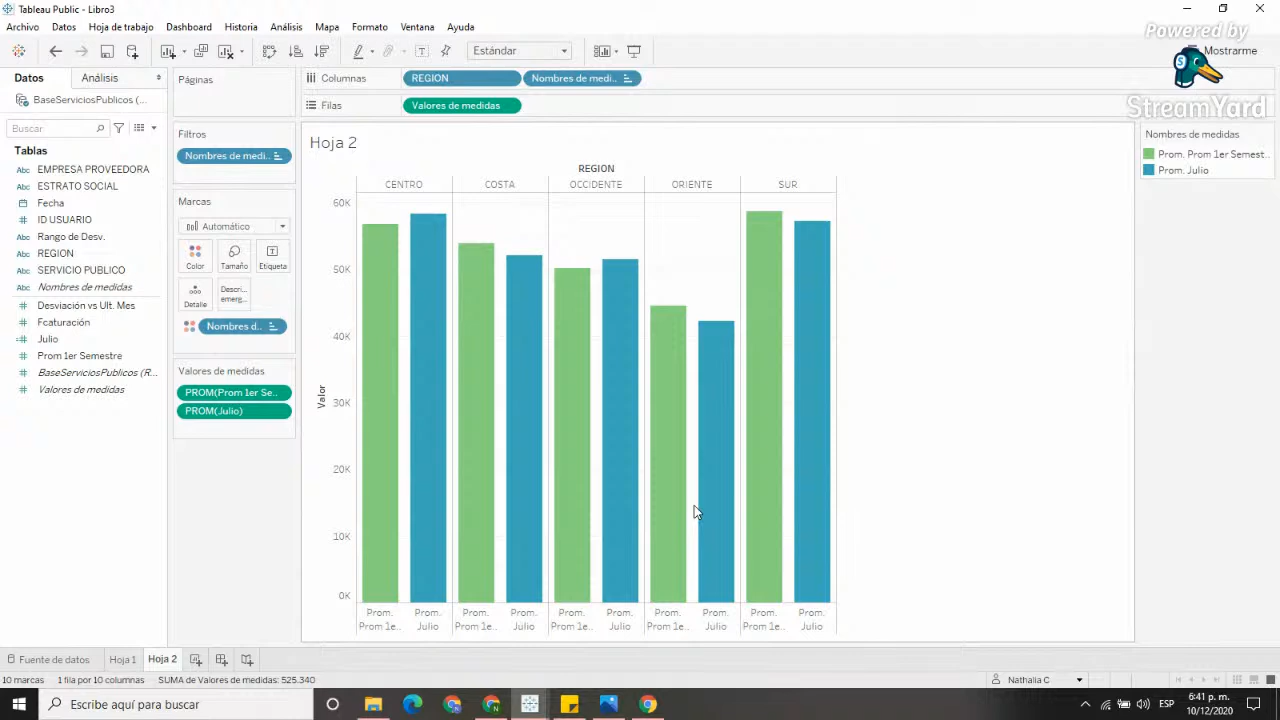 Tableau Public - Libro3
Archivo Datos Hoja de trabajo Dashboard Historia Análisis Mapa Formato Ventana Ayuda
Powered by
Estándar
Mostrarme
StreamYard
Datos
Análisis
BaseServiciosPublicos (...
Buscar
Tablas
Abc EMPRESA PROVEEDORA
Abc ESTRATO SOCIAL
Fecha
ID USUARIO
Abc Rango de Desv.
Abc REGION
Abc SERVICIO PUBLICO
Abc Nombres de medidas
Desviación vs Ult. Mes
Fcaturación
Julio
Prom 1er Semestre
BaseServiciosPublicos (R...
Valores de medidas
Páginas
Filtros
Nombres de medi..
Marcas
Automático
Color
Tamaño
Etiqueta
Detalle
Descri...
emerg...
Nombres d..
Valores de medidas
PROM(Prom 1er Se..
PROM(Julio)
Columnas
REGION
Nombres de medi..
Filas
Valores de medidas
Hoja 2
REGION
CENTRO COSTA OCCIDENTE ORIENTE SUR
60K
50K
40K
30K
20K
10K
0K
Valor
Prom. Prom. Prom. Prom. Prom. Prom. Prom. Prom. Prom. Prom.
Prom 1e.. Julio Prom 1e.. Julio Prom 1e.. Julio Prom 1e.. Julio Prom 1e.. Julio
Nombres de medidas
Prom. Prom 1er Semest..
Prom. Julio
Fuente de datos Hoja 1 Hoja 2
10 marcas 1 fila por 10 columnas SUMA de Valores de medidas: 525.340
Nathalia C
Escribe aquí para buscar
ESP
6:41 p. m.
10/12/2020